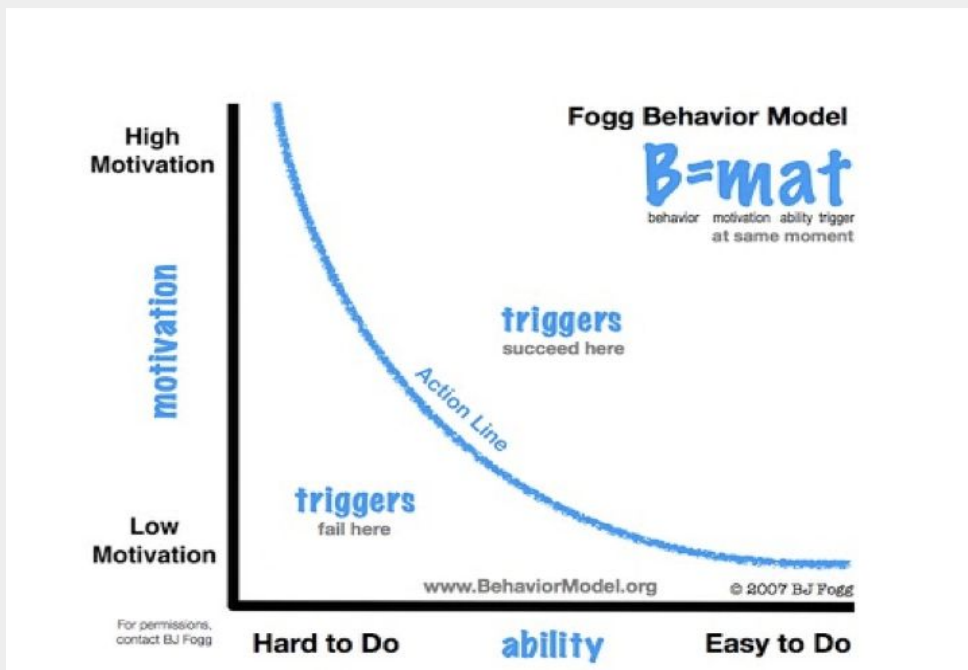 Fogg Behavior Model
B=mat
behavior motivation ability trigger
at same moment
High
Motivation
motivation
triggers
succeed here
Action Line
triggers
fail here
Low
Motivation
www.BehaviorModel.org
© 2007 BJ Fogg
For permissions,
contact BJ Fogg
Hard to Do
ability
Easy to Do